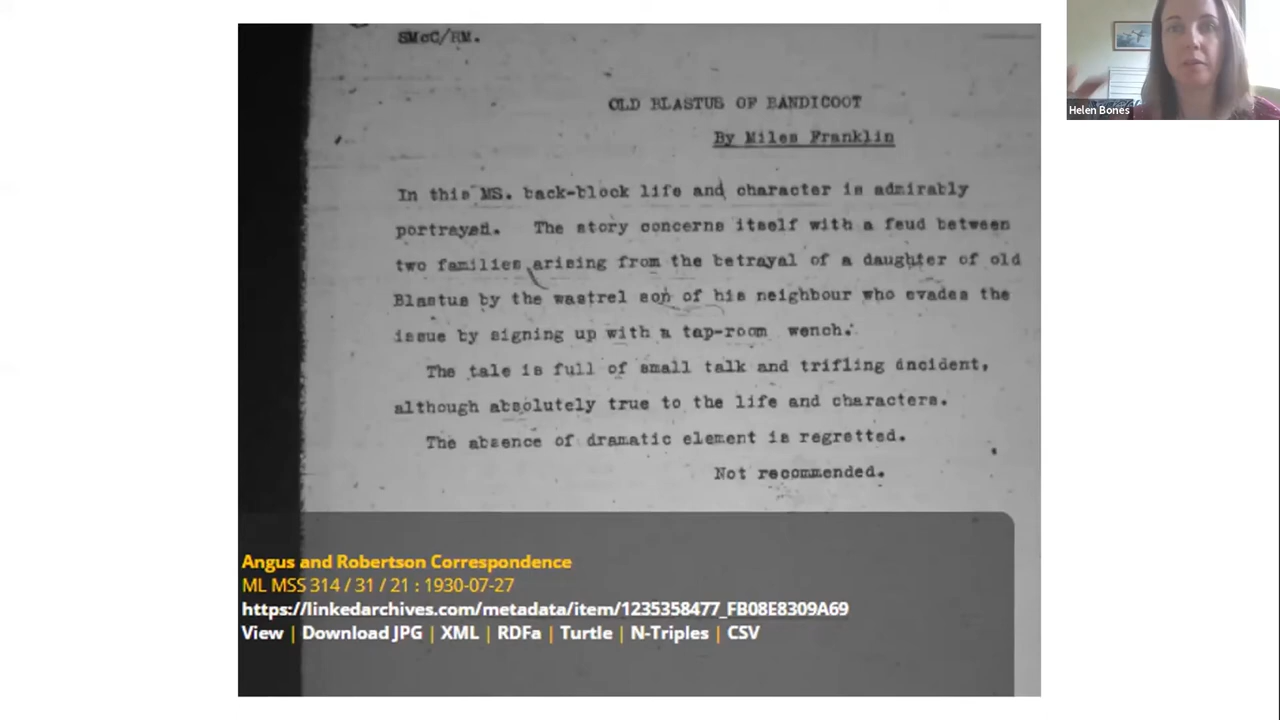 SMcC/RM.
OLD BLASTUS OF BANDICOOT
By Miles Franklin
In this MS. back-block life and character is admirably
portrayed. The story concerns itself with a feud between
two families arising from the betrayal of a daughter of old
Blastus by the wastrel son of his neighbour who evades the
issue by signing up with a tap-room wench.
The tale is full of small talk and trifling incident,
although absolutely true to the life and characters.
The absence of dramatic element is regretted.
Not recommended.
Angus and Robertson Correspondence
ML MSS 314 / 31 / 21 : 1930-07-27
https://linkedarchives.com/metadata/item/1235358477_FB08E8309A69
View | Download JPG | XML | RDFa | Turtle | N-Triples | CSV
Helen Bones